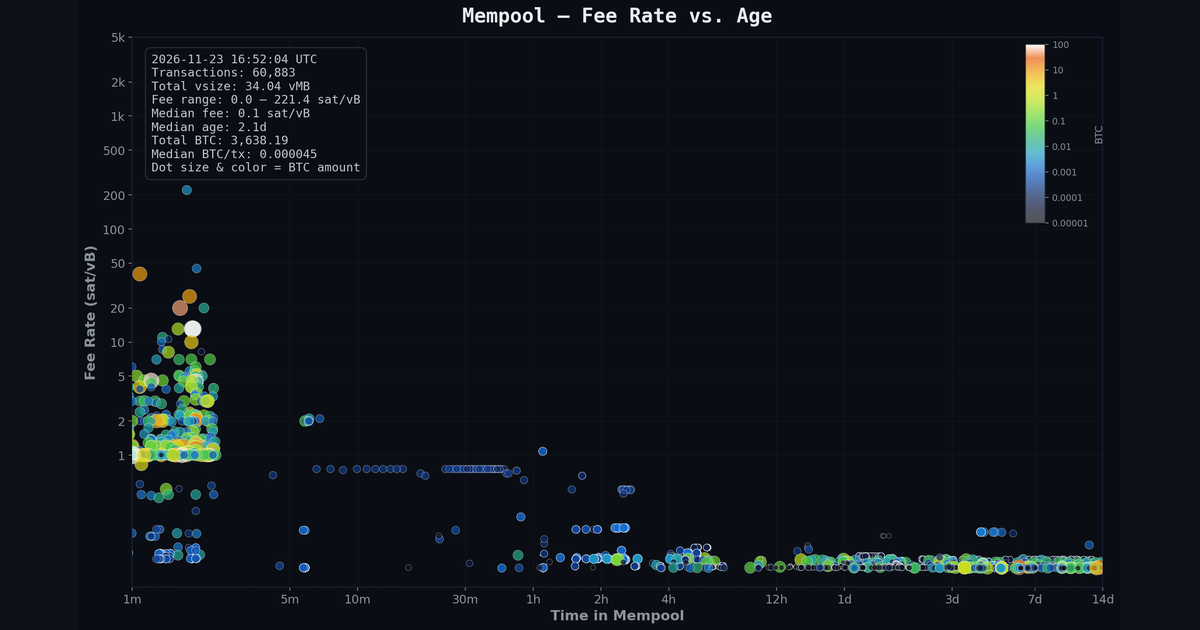 Mempool — Fee Rate vs. Age
5k
2k
1k
500
200
100
50
20
10
5
2
1
Fee Rate (sat/vB)
2026-11-23 16:52:04 UTC
Transactions: 60,883
Total vsize: 34.04 vMB
Fee range: 0.0 — 221.4 sat/vB
Median fee: 0.1 sat/vB
Median age: 2.1d
Total BTC: 3,638.19
Median BTC/tx: 0.000045
Dot size & color = BTC amount
100
10
1
0.1
0.01
0.001
0.0001
0.00001
BTC
1m
5m
10m
30m
1h
2h
4h
12h
1d
3d
7d
14d
Time in Mempool